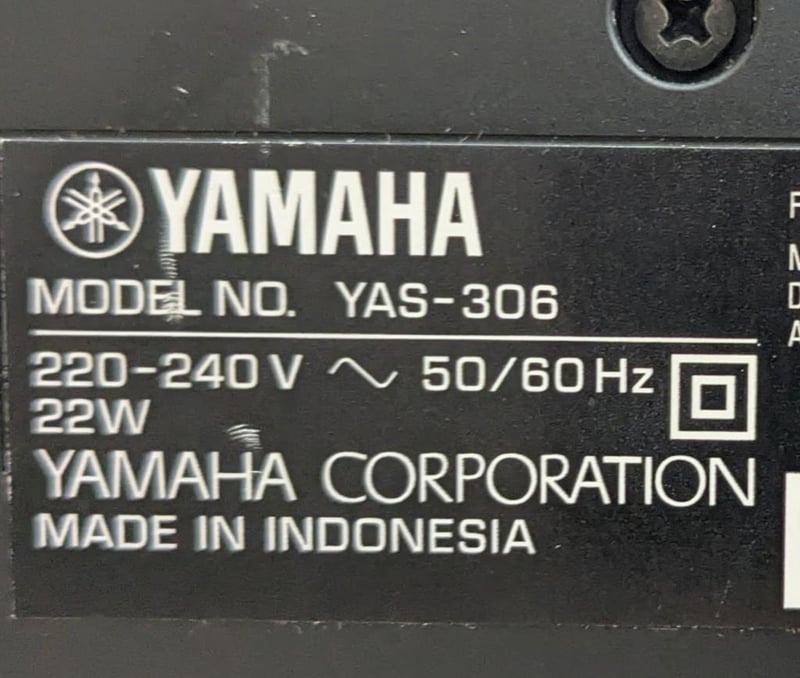 YAMAHA
MODEL NO. YAS-306
220-240V ~ 50/60Hz
22W
YAMAHA CORPORATION
MADE IN INDONESIA